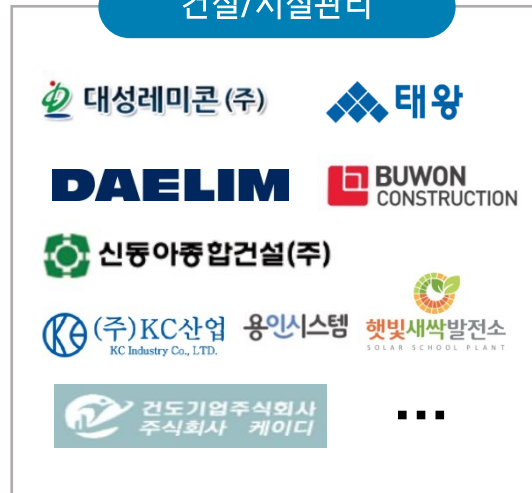 건설/시설관리
대성레미콘(주)
태왕
DAELIM
BUWON
CONSTRUCTION
신동아종합건설(주)
(주)KC산업
KC Industry Co., LTD.
용인시스템
햇빛새싹발전소
SOLAR SCHOOL PLANT
건도기업주식회사
주식회사 케이디
...